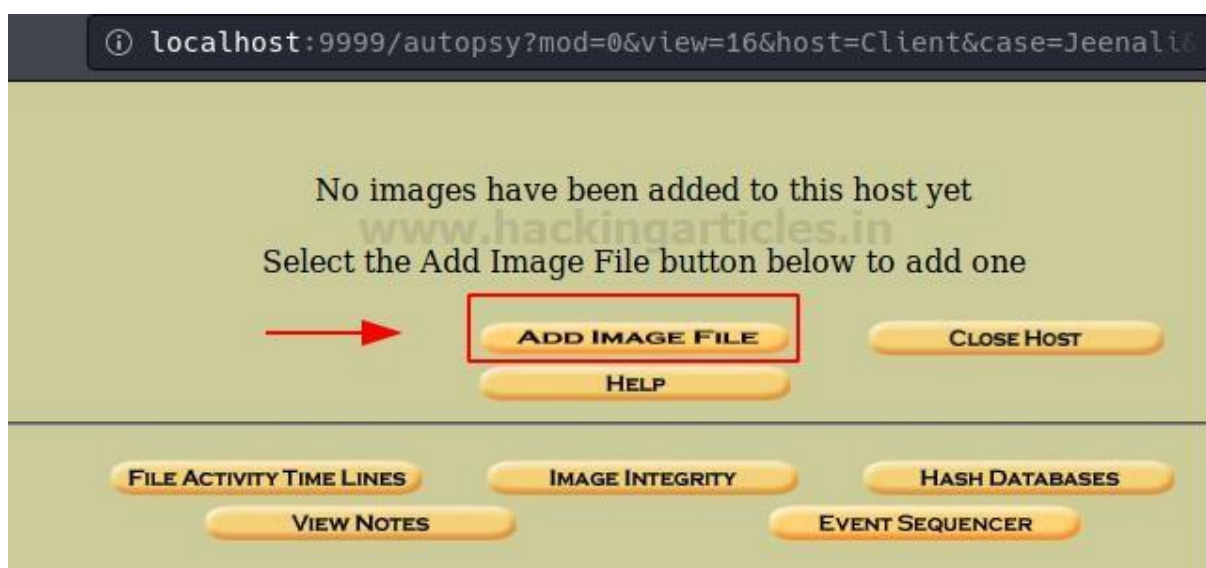 localhost:9999/autopsy?mod=0&view=16&host=Client&case=Jeenali&
No images have been added to this host yet
www.hackingarticles.in
Select the Add Image File button below to add one
ADD IMAGE FILE
CLOSE HOST
HELP
FILE ACTIVITY TIME LINES
IMAGE INTEGRITY
HASH DATABASES
VIEW NOTES
EVENT SEQUENCER